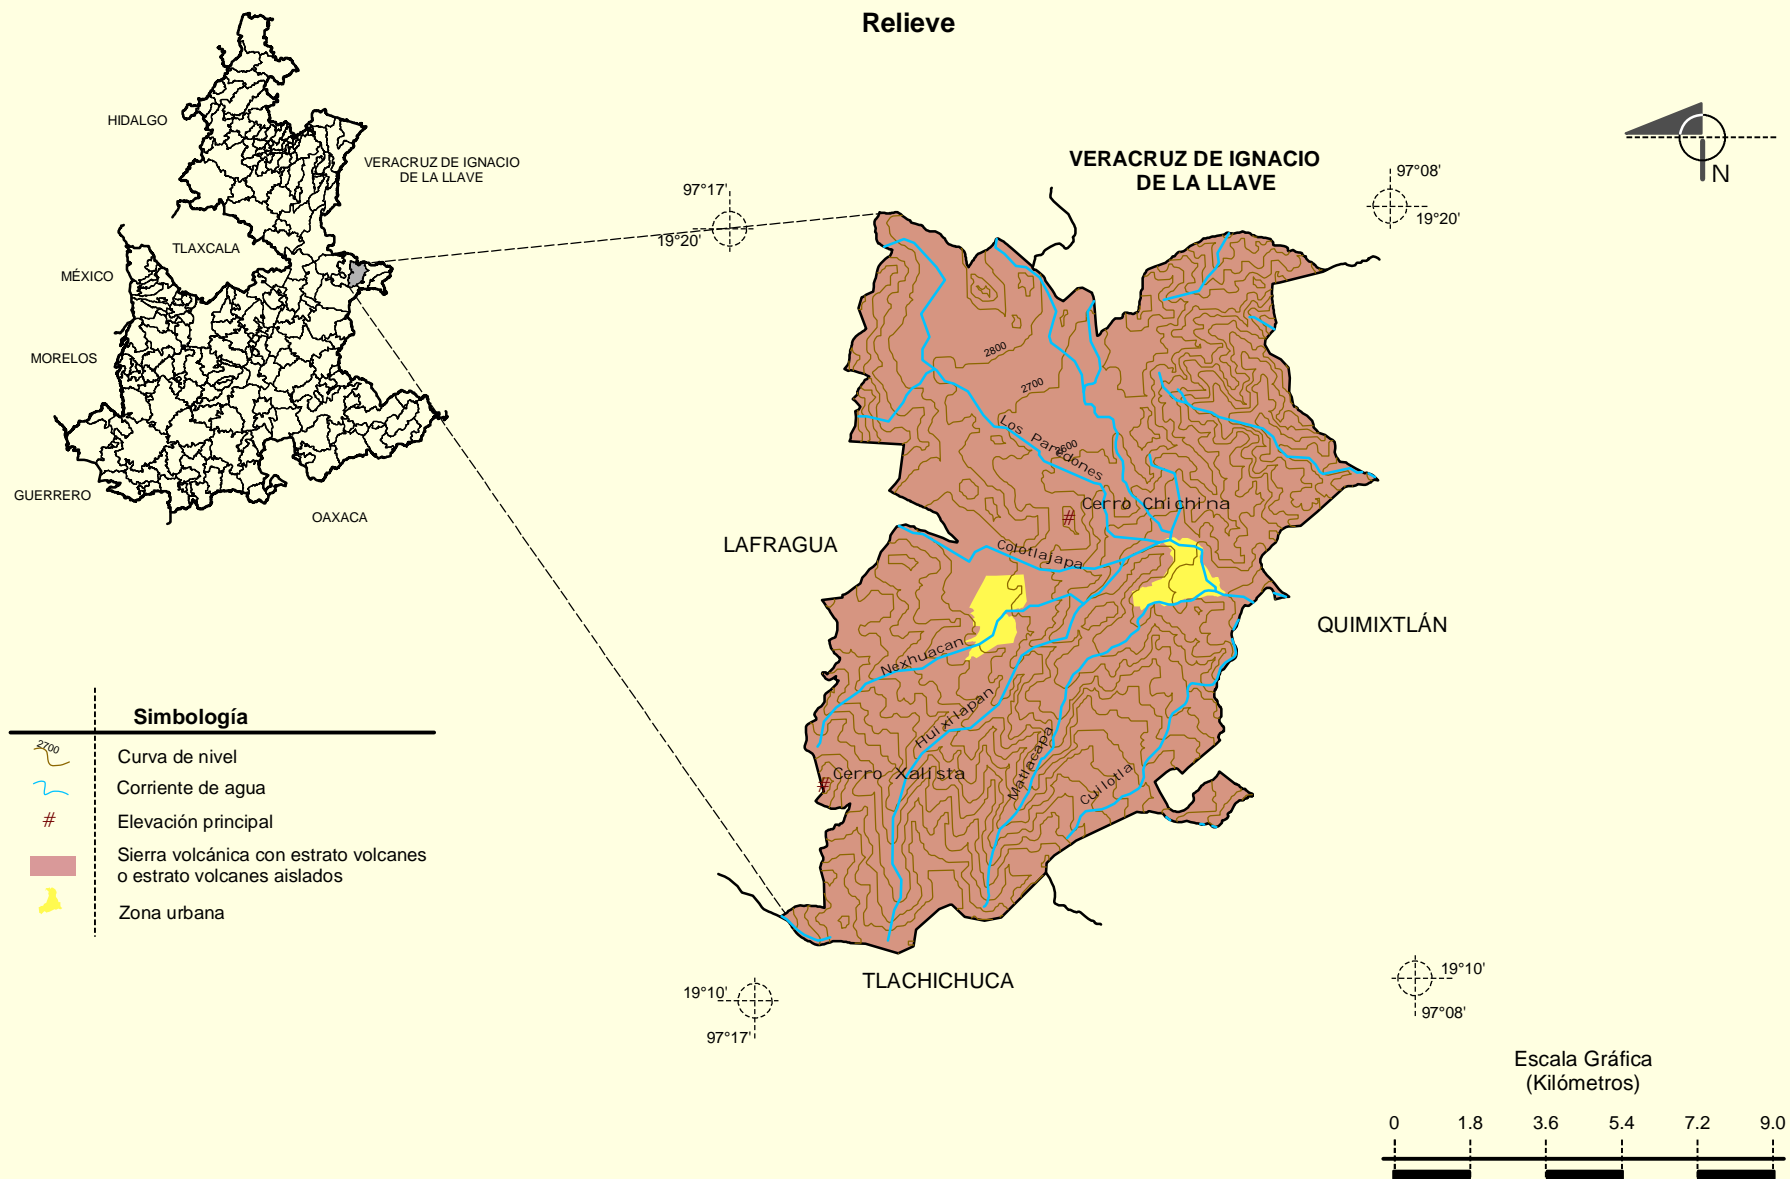 Relieve
HIDALGO
VERACRUZ DE IGNACIO
DE LA LLAVE
TLAXCALA
MÉXICO
MORELOS
GUERRERO
OAXACA
VERACRUZ DE IGNACIO
DE LA LLAVE
N
97°17'
19°20'
97°08'
19°20'
2800
2700
Los Paredones
600
Cerro Chichina
#
LAFRAGUA
Colotlajapa
QUIMIXTLÁN
Nexhuacan
Huixilapan
Matlacapa
Cuilotla
Cerro Xalista
#
TLACHICHUCA
19°10'
97°17'
19°10'
97°08'
Simbología
2700
Curva de nivel
Corriente de agua
#
Elevación principal
Sierra volcánica con estrato volcanes
o estrato volcanes aislados
Zona urbana
Escala Gráfica
(Kilómetros)
0 1.8 3.6 5.4 7.2 9.0